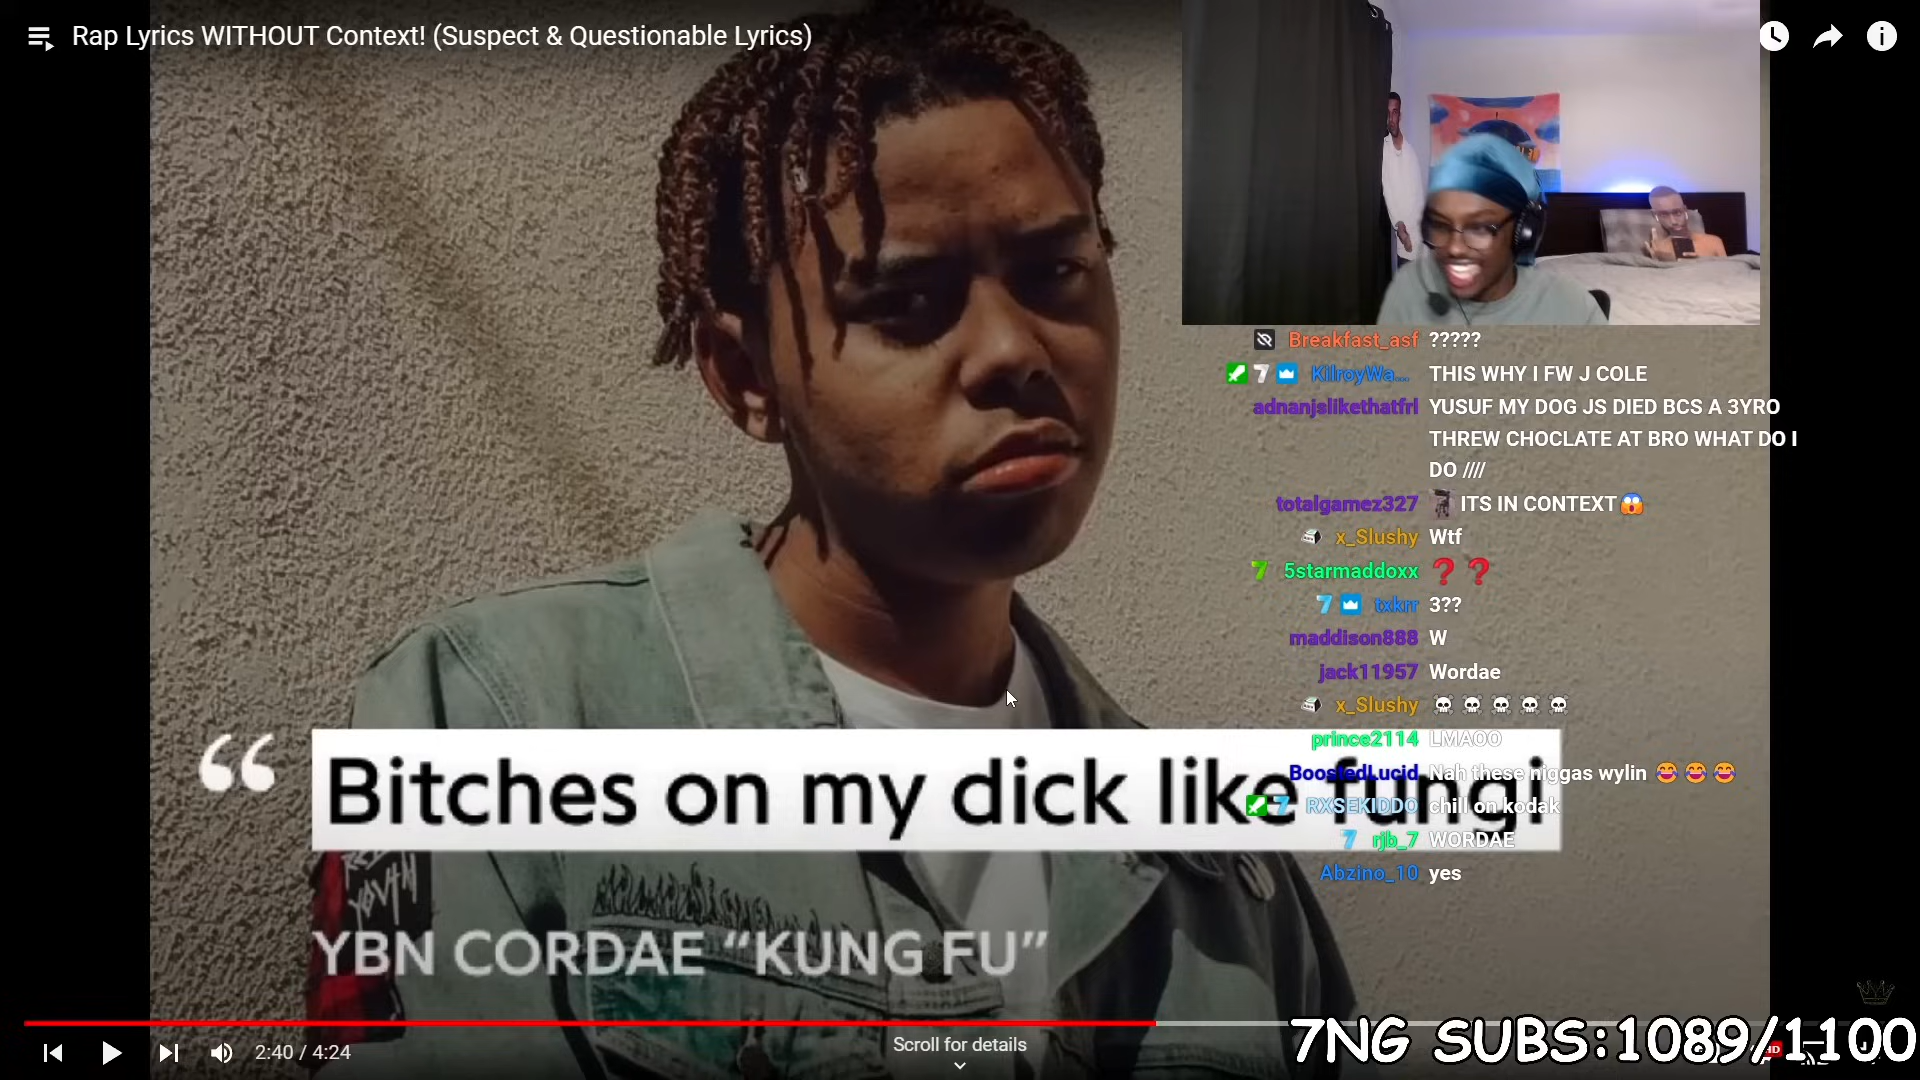 Rap Lyrics WITHOUT Context! (Suspect & Questionable Lyrics)
Breakfast_asf ?????
KilroyWa... THIS WHY I FW J COLE
adnanjslikethatfrl YUSUF MY DOG JS DIED BCS A 3YRO
THREW CHOCLATE AT BRO WHAT DO I
DO ////
totalgamez327 ITS IN CONTEXT😱
x_Slushy Wtf
5starmaddoxx ❓ ❓
txkrr 3??
maddison888 W
jack11957 Wordae
x_Slushy ☠ ☠ ☠ ☠ ☠
prince2114 LMAOO
BoostedLucid Nah these niggas wylin 😂 😂 😂
“ Bitches on my dick like fungi
RXSEKIDDO chill on kodak
rjb_7 WORDAE
Abzino_10 yes
YBN CORDAE “KUNG FU”
7NG SUBS:1089/1100
Scroll for details
2:40 / 4:24
HD